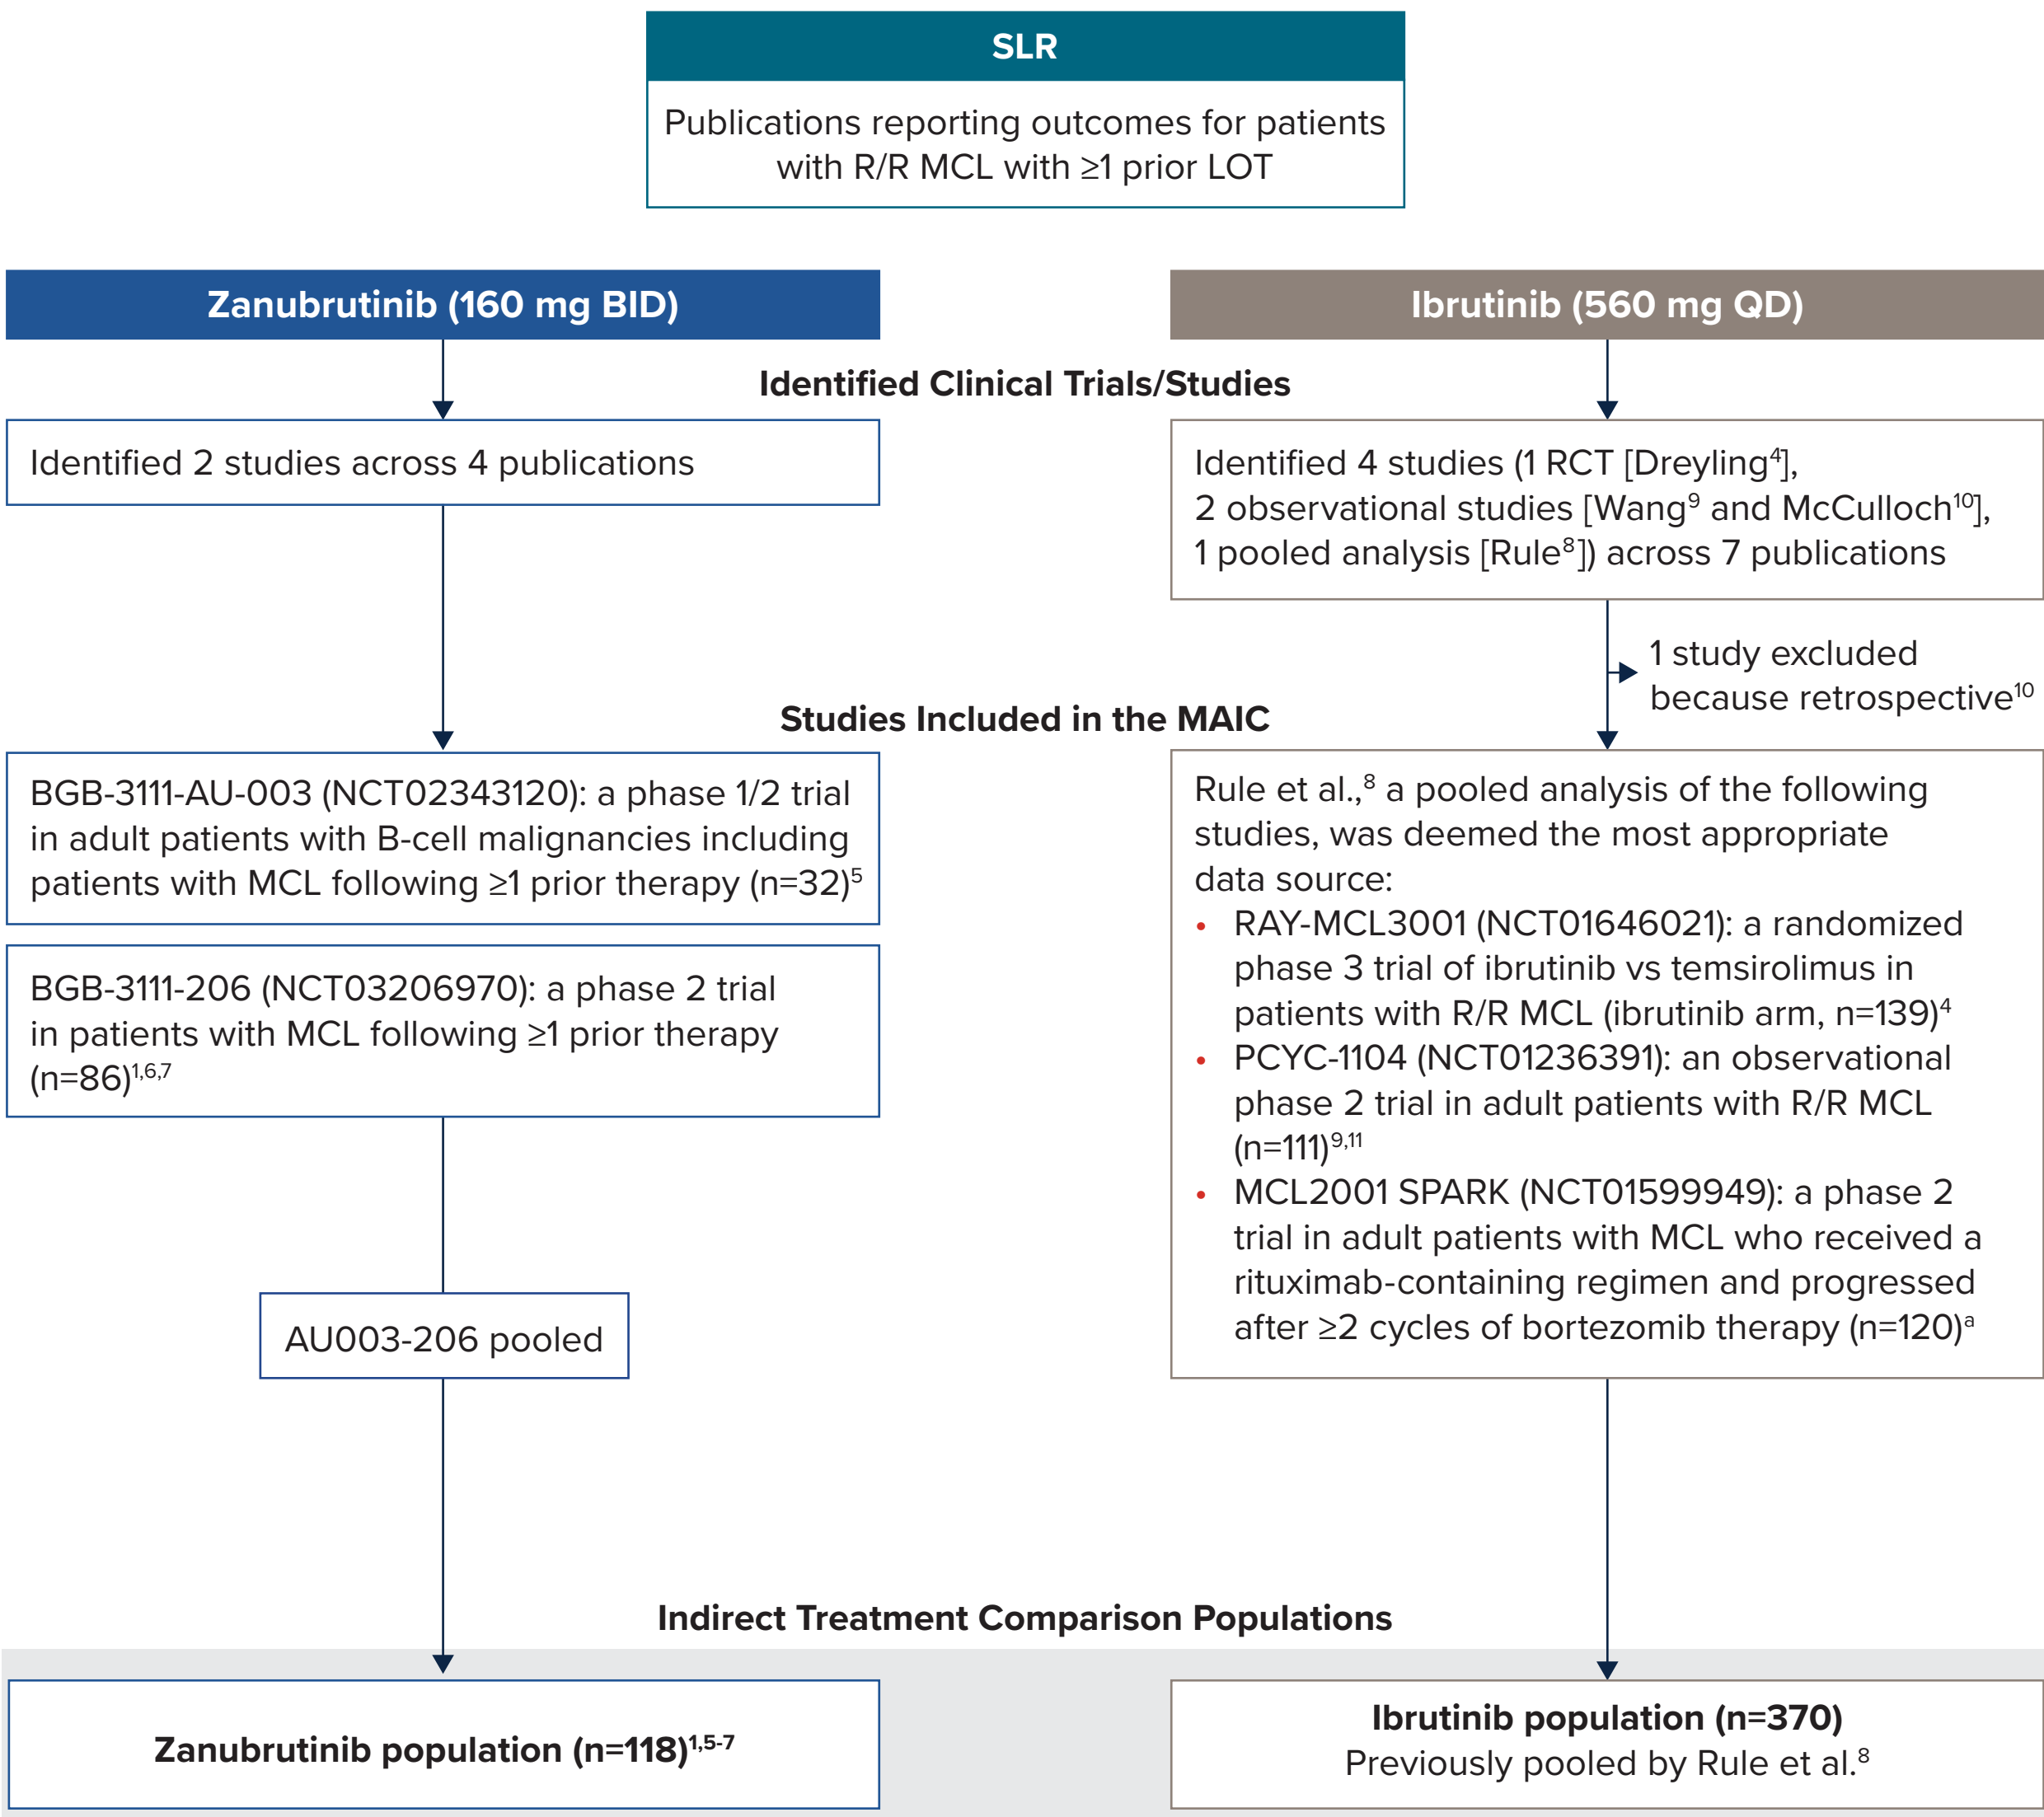 SLR
Publications reporting outcomes for patients
with R/R MCL with ≥1 prior LOT
Zanubrutinib (160 mg BID)
Ibrutinib (560 mg QD)
Identified Clinical Trials/Studies
Identified 2 studies across 4 publications
Identified 4 studies (1 RCT [Dreyling⁴],
2 observational studies [Wang⁹ and McCulloch¹⁰],
1 pooled analysis [Rule⁸]) across 7 publications
1 study excluded
because retrospective¹⁰
Studies Included in the MAIC
BGB-3111-AU-003 (NCT02343120): a phase 1/2 trial
in adult patients with B-cell malignancies including
patients with MCL following ≥1 prior therapy (n=32)⁵
BGB-3111-206 (NCT03206970): a phase 2 trial
in patients with MCL following ≥1 prior therapy
(n=86)¹,⁶,⁷
AU003-206 pooled
Rule et al.,⁸ a pooled analysis of the following
studies, was deemed the most appropriate
data source:
• RAY-MCL3001 (NCT01646021): a randomized
phase 3 trial of ibrutinib vs temsirolimus in
patients with R/R MCL (ibrutinib arm, n=139)⁴
• PCYC-1104 (NCT01236391): an observational
phase 2 trial in adult patients with R/R MCL
(n=111)⁹,¹¹
• MCL2001 SPARK (NCT01599949): a phase 2
trial in adult patients with MCL who received a
rituximab-containing regimen and progressed
after ≥2 cycles of bortezomib therapy (n=120)ᵃ
Indirect Treatment Comparison Populations
Zanubrutinib population (n=118)¹,⁵⁻⁷
Ibrutinib population (n=370)
Previously pooled by Rule et al.⁸